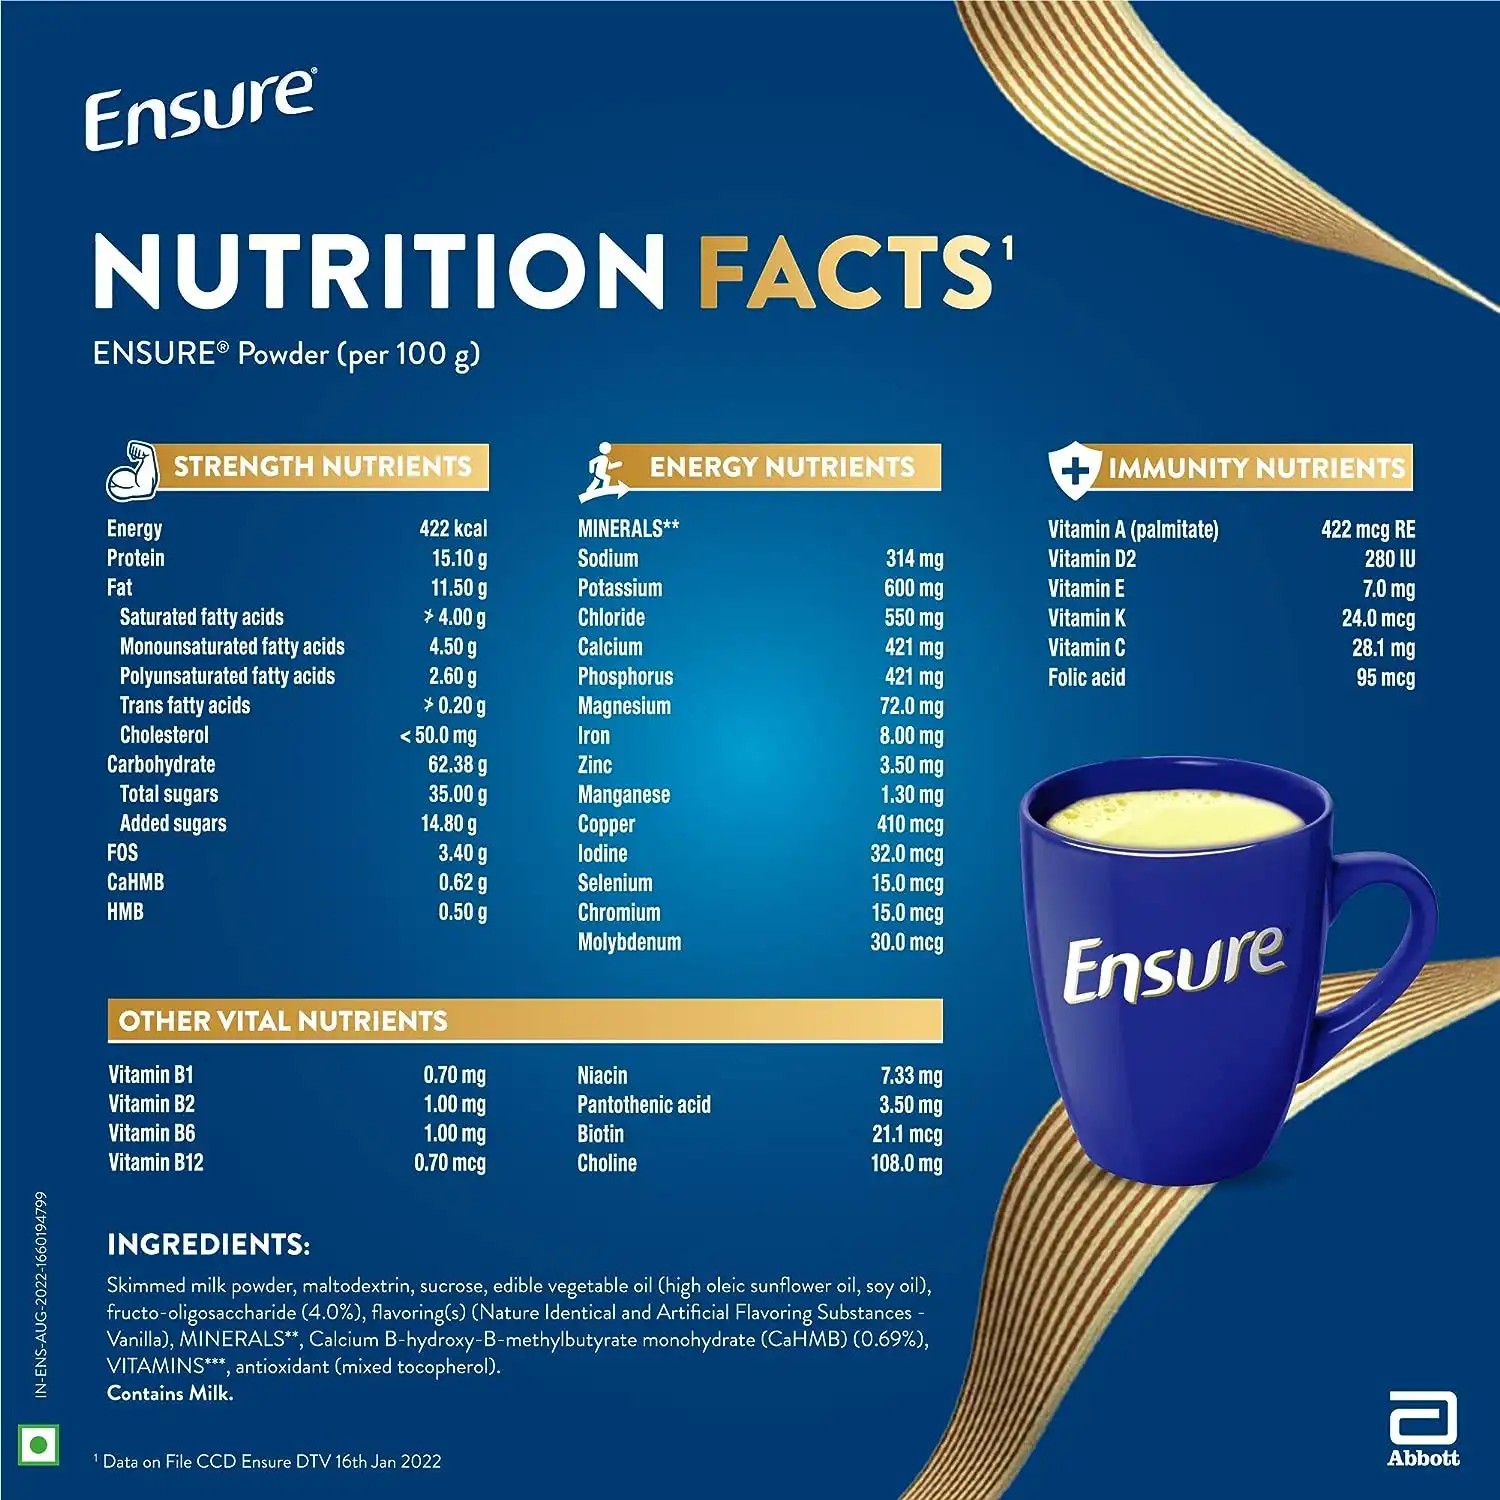 Ensure®
NUTRITION FACTS¹
ENSURE® Powder (per 100 g)
STRENGTH NUTRIENTS
Energy 422 kcal
Protein 15.10 g
Fat 11.50 g
Saturated fatty acids ≯ 4.00 g
Monounsaturated fatty acids 4.50 g
Polyunsaturated fatty acids 2.60 g
Trans fatty acids ≯ 0.20 g
Cholesterol < 50.0 mg
Carbohydrate 62.38 g
Total sugars 35.00 g
Added sugars 14.80 g
FOS 3.40 g
CaHMB 0.62 g
HMB 0.50 g
ENERGY NUTRIENTS
MINERALS**
Sodium 314 mg
Potassium 600 mg
Chloride 550 mg
Calcium 421 mg
Phosphorus 421 mg
Magnesium 72.0 mg
Iron 8.00 mg
Zinc 3.50 mg
Manganese 1.30 mg
Copper 410 mcg
Iodine 32.0 mcg
Selenium 15.0 mcg
Chromium 15.0 mcg
Molybdenum 30.0 mcg
IMMUNITY NUTRIENTS
Vitamin A (palmitate) 422 mcg RE
Vitamin D2 280 IU
Vitamin E 7.0 mg
Vitamin K 24.0 mcg
Vitamin C 28.1 mg
Folic acid 95 mcg
Ensure
OTHER VITAL NUTRIENTS
Vitamin B1 0.70 mg
Vitamin B2 1.00 mg
Vitamin B6 1.00 mg
Vitamin B12 0.70 mcg
Niacin 7.33 mg
Pantothenic acid 3.50 mg
Biotin 21.1 mcg
Choline 108.0 mg
INGREDIENTS:
Skimmed milk powder, maltodextrin, sucrose, edible vegetable oil (high oleic sunflower oil, soy oil),
fructo-oligosaccharide (4.0%), flavoring(s) (Nature Identical and Artificial Flavoring Substances -
Vanilla), MINERALS**, Calcium B-hydroxy-B-methylbutyrate monohydrate (CaHMB) (0.69%),
VITAMINS***, antioxidant (mixed tocopherol).
Contains Milk.
¹ Data on File CCD Ensure DTV 16th Jan 2022
IN-ENS-AUG-2022-1660194799
Abbott